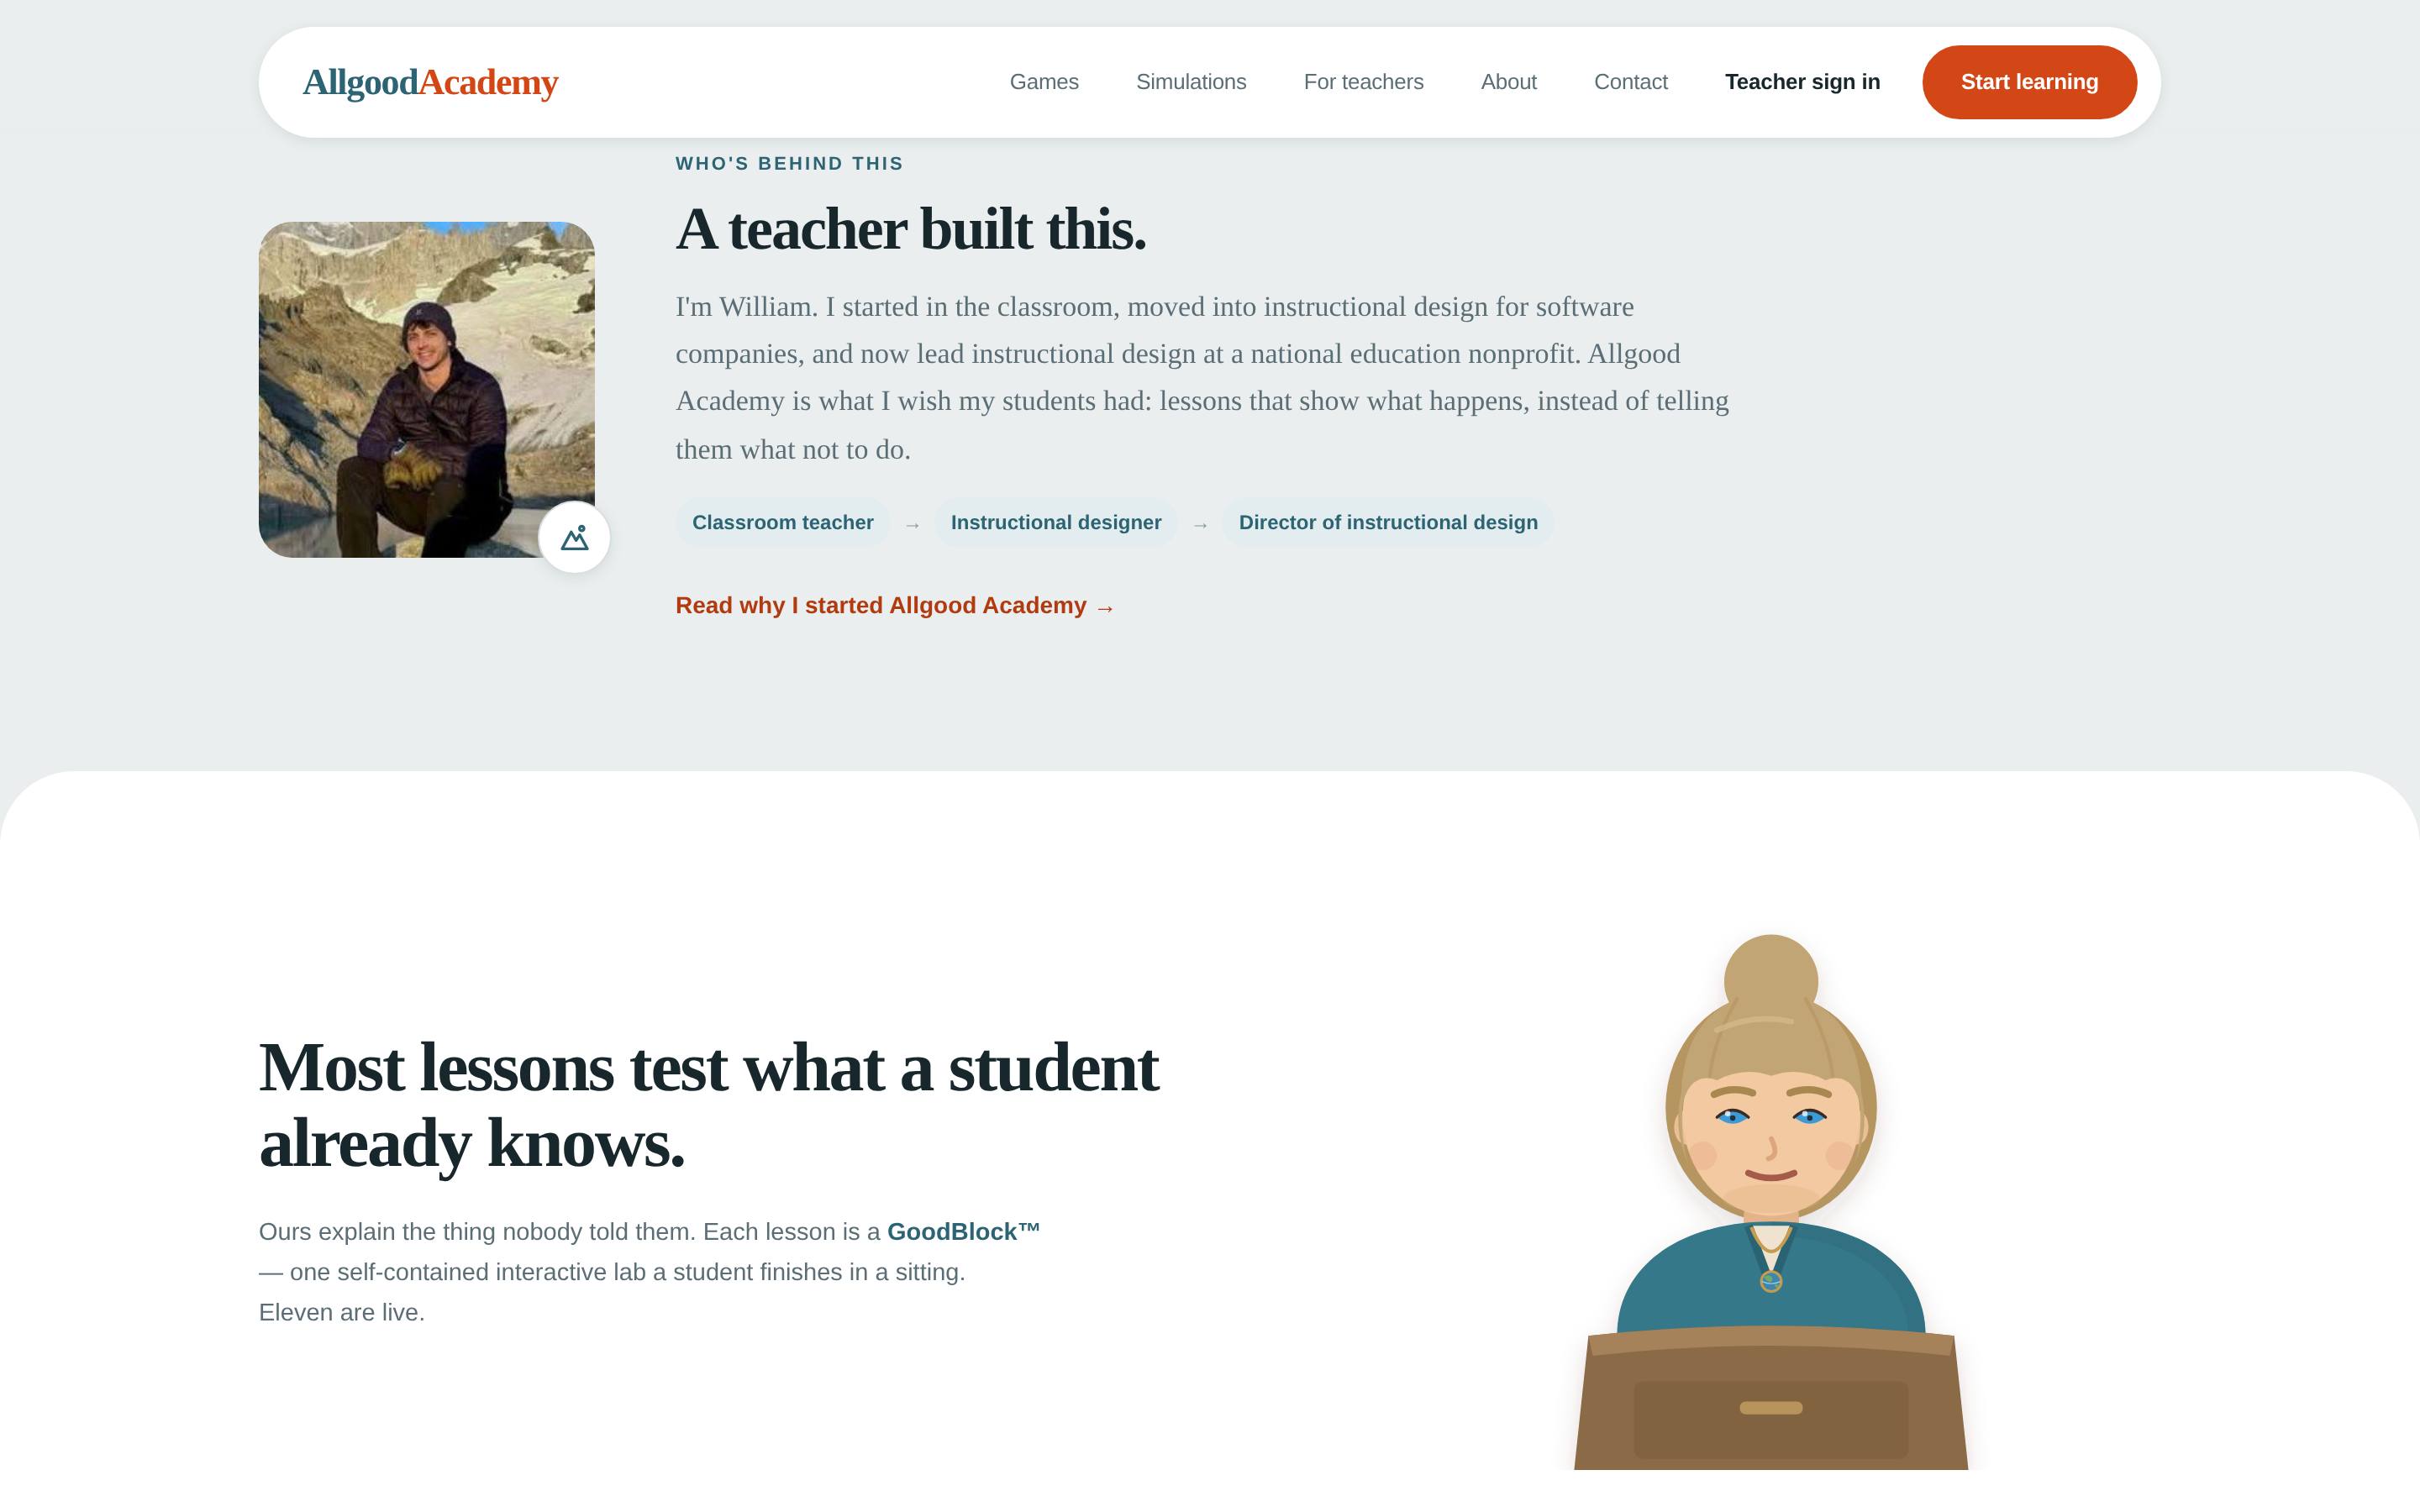 AllgoodAcademy
Games Simulations For teachers About Contact Teacher sign in Start learning
WHO'S BEHIND THIS
A teacher built this.
I'm William. I started in the classroom, moved into instructional design for software
companies, and now lead instructional design at a national education nonprofit. Allgood
Academy is what I wish my students had: lessons that show what happens, instead of telling
them what not to do.
Classroom teacher → Instructional designer → Director of instructional design
Read why I started Allgood Academy →
Most lessons test what a student
already knows.
Ours explain the thing nobody told them. Each lesson is a GoodBlock™
— one self-contained interactive lab a student finishes in a sitting.
Eleven are live.